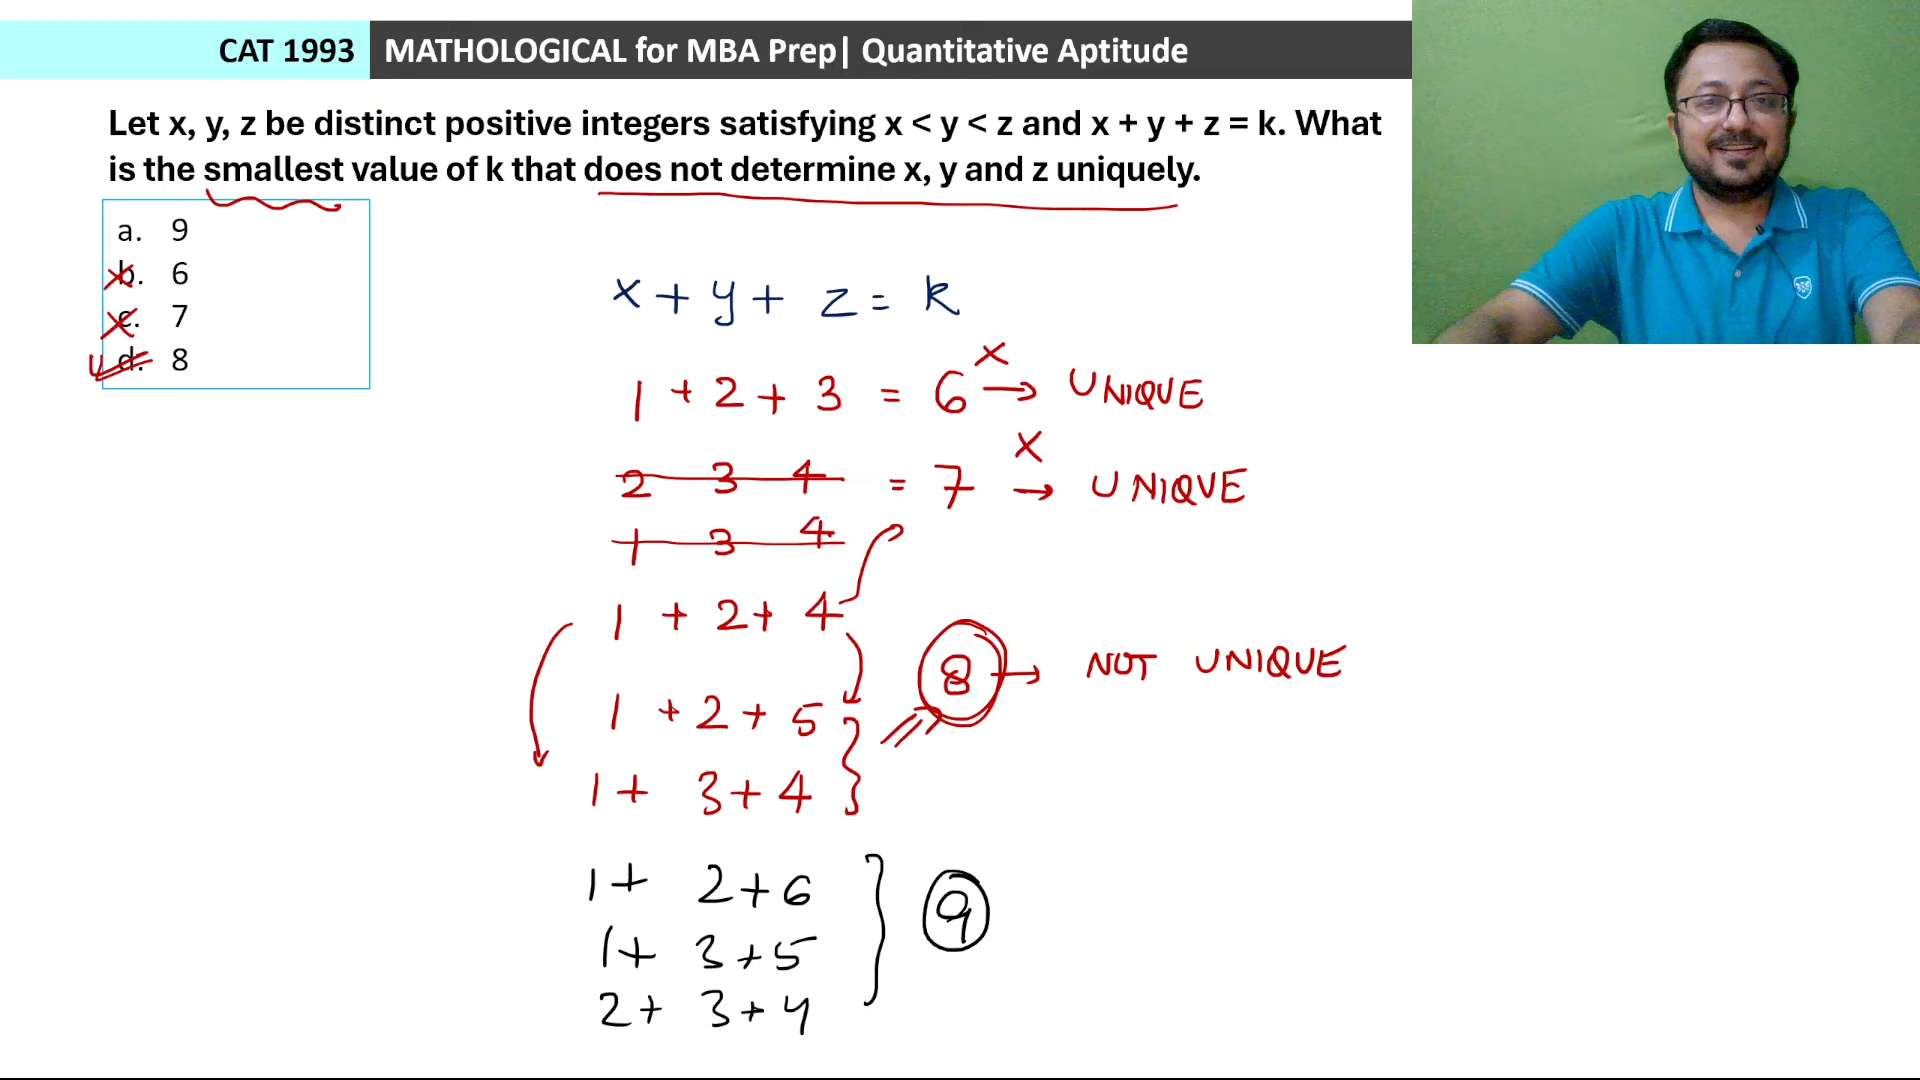 CAT 1993 MATHOLOGICAL for MBA Prep| Quantitative Aptitude
Let x, y, z be distinct positive integers satisfying x < y < z and x + y + z = k. What
is the smallest value of k that does not determine x, y and z uniquely.
a. 9
b. 6
c. 7
d. 8
x + y + z = k
x
1 + 2 + 3 = 6 → UNIQUE
x
2 3 4 = 7 → UNIQUE
1 3 4
1 + 2 + 4
8 → NOT UNIQUE
1 + 2 + 5
1 + 3 + 4
1 + 2 + 6
9
1 + 3 + 5
2 + 3 + 4